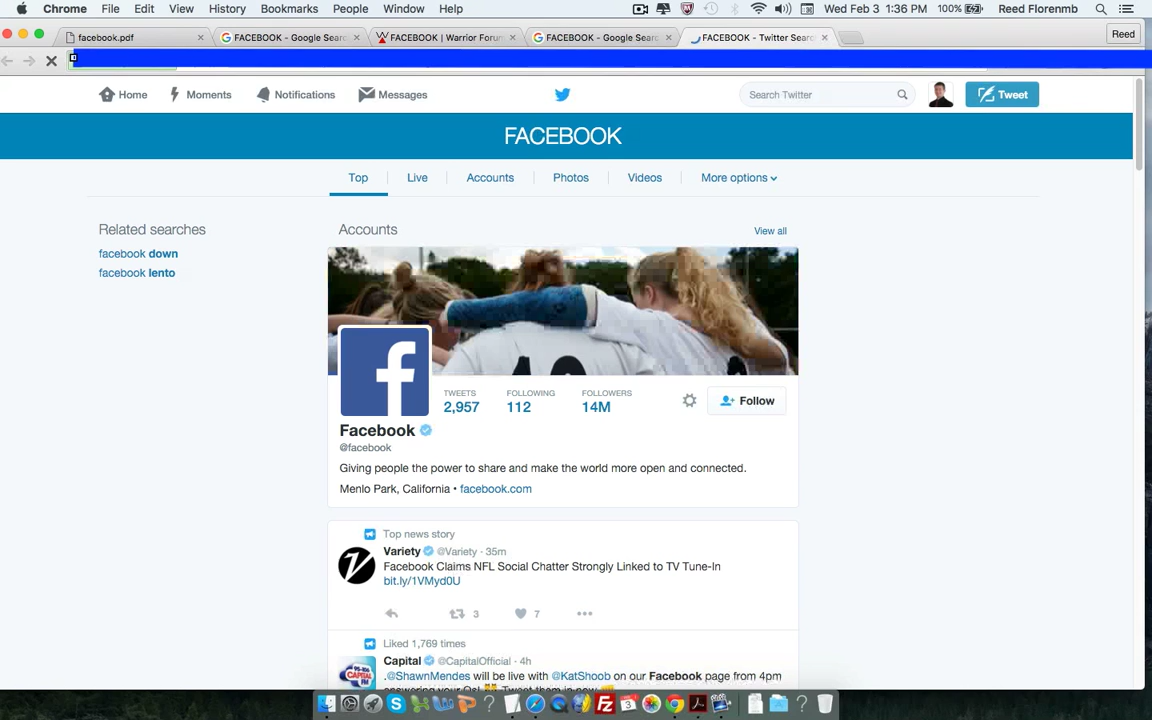 Chrome File Edit View History Bookmarks People Window Help
100% Wed Feb 3 1:36 PM Reed Florenmb
facebook.pdf
FACEBOOK - Google Searc
FACEBOOK | Warrior Forum
FACEBOOK - Google Searc
FACEBOOK - Twitter Searc
Reed
Home Moments Notifications Messages
Search Twitter
Tweet
FACEBOOK
Top Live Accounts Photos Videos More options
Related searches
facebook down
facebook lento
Accounts
View all
TWEETS FOLLOWING FOLLOWERS
2,957 112 14M
Follow
Facebook
@facebook
Giving people the power to share and make the world more open and connected.
Menlo Park, California • facebook.com
Top news story
Variety @Variety · 35m
Facebook Claims NFL Social Chatter Strongly Linked to TV Tune-In
bit.ly/1VMyd0U
3 7
Liked 1,769 times
Capital @CapitalOfficial · 4h
.@ShawnMendes will be live with @KatShoob on our Facebook page from 4pm